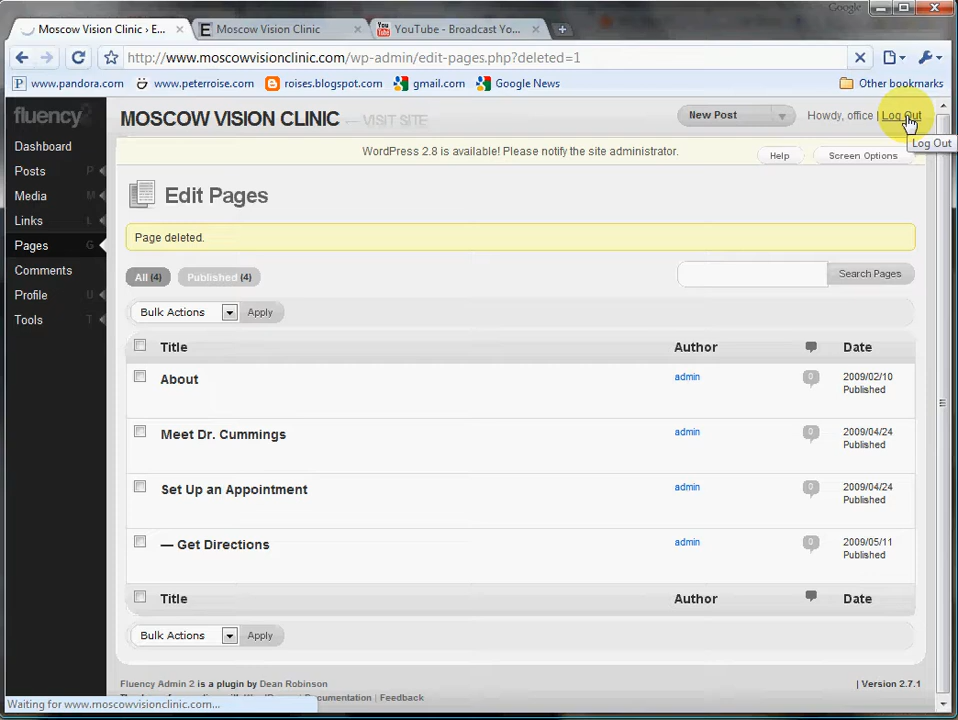 Google
Moscow Vision Clinic › E...
Moscow Vision Clinic
YouTube - Broadcast Yo...
http://www.moscowvisionclinic.com/wp-admin/edit-pages.php?deleted=1
www.pandora.com
www.peterroise.com
roises.blogspot.com
gmail.com
Google News
Other bookmarks
fluency
MOSCOW VISION CLINIC — VISIT SITE
New Post
Howdy, office | Log Out
Log Out
Dashboard
Posts P
Media M
Links L
Pages G
Comments
Profile U
Tools T
WordPress 2.8 is available! Please notify the site administrator.
Help
Screen Options
Edit Pages
Page deleted.
All (4)
Published (4)
Search Pages
Bulk Actions
Apply
Title Author Date
About admin 0 2009/02/10
Published
Meet Dr. Cummings admin 0 2009/04/24
Published
Set Up an Appointment admin 0 2009/04/24
Published
— Get Directions admin 0 2009/05/11
Published
Title Author Date
Bulk Actions
Apply
Fluency Admin 2 is a plugin by Dean Robinson
| Version 2.7.1
Documentation | Feedback
Waiting for www.moscowvisionclinic.com...